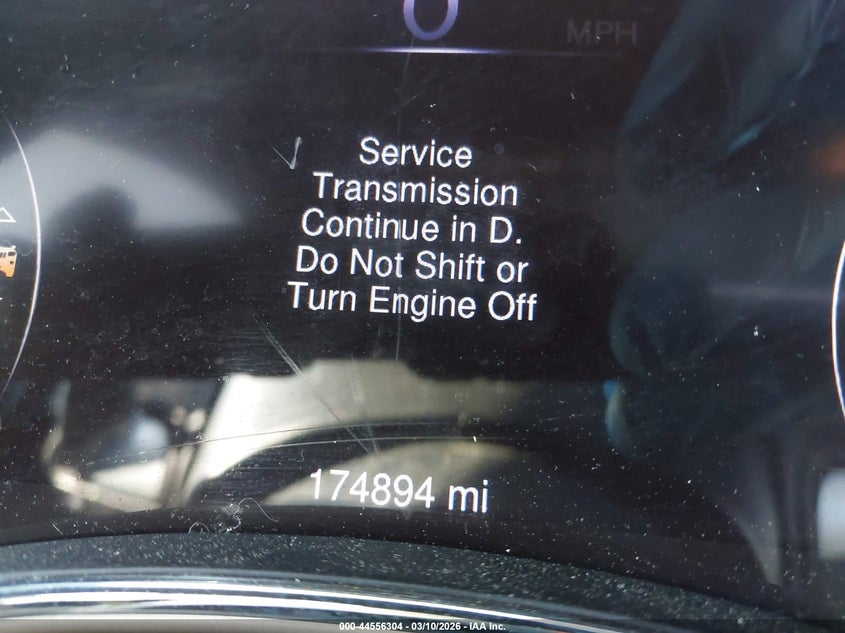 0
MPH
Service
Transmission
Continue in D.
Do Not Shift or
Turn Engine Off
174894 mi
000-44556304 - 03/10/2026 - IAA Inc.